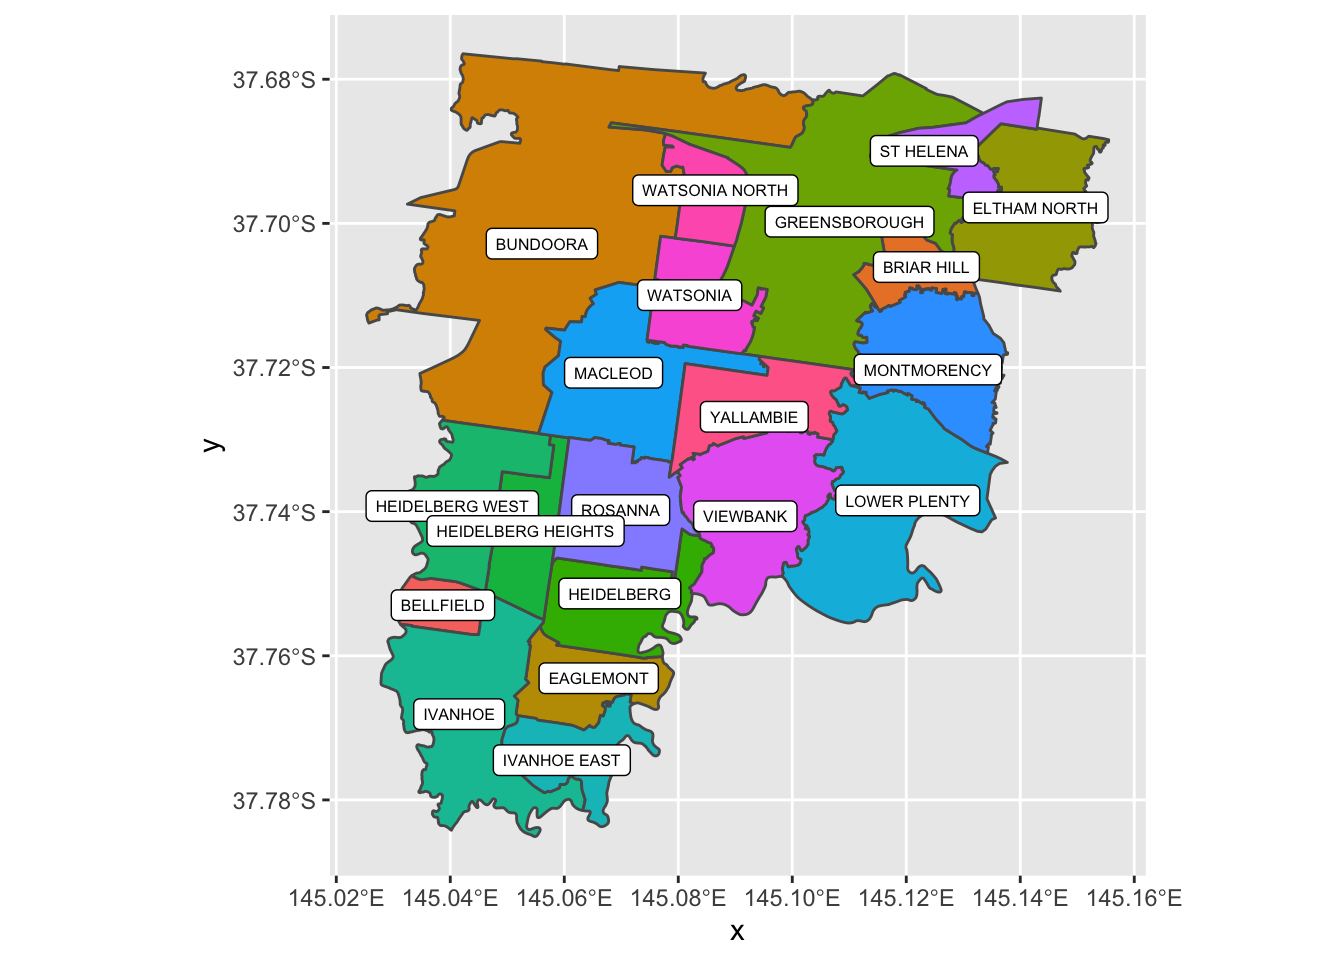 37.68°S
37.70°S
37.72°S
37.74°S
37.76°S
37.78°S
y
ST HELENA
WATSONIA NORTH
ELTHAM NORTH
GREENSBOROUGH
BUNDOORA
BRIAR HILL
WATSONIA
MACLEOD
MONTMORENCY
YALLAMBIE
LOWER PLENTY
HEIDELBERG WEST
ROSANNA
VIEWBANK
HEIDELBERG HEIGHTS
HEIDELBERG
BELLFIELD
EAGLEMONT
IVANHOE
IVANHOE EAST
145.02°E
145.04°E
145.06°E
145.08°E
145.10°E
145.12°E
145.14°E
145.16°E
x